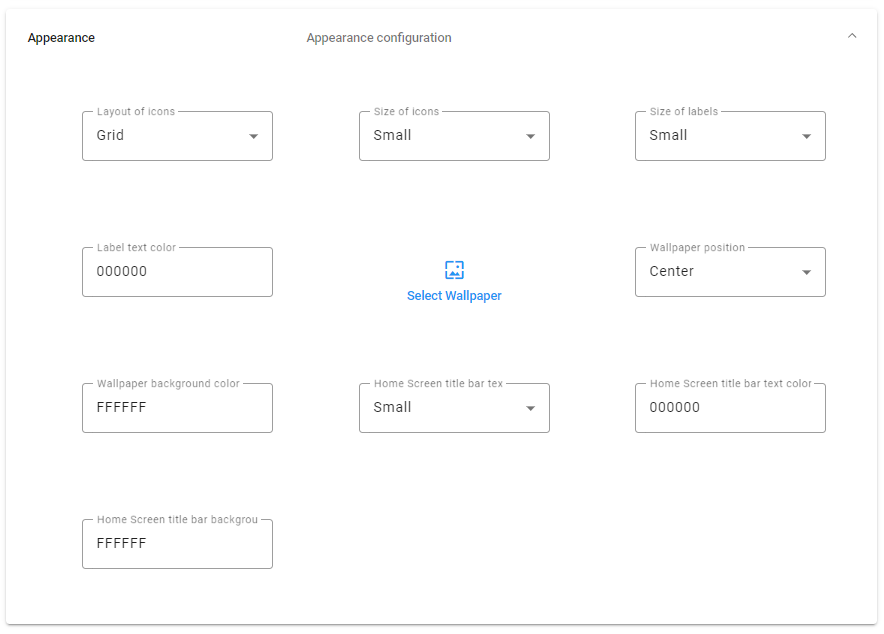 Appearance
Appearance configuration
Layout of icons
Grid
Size of icons
Small
Size of labels
Small
Label text color
000000
Select Wallpaper
Wallpaper position
Center
Wallpaper background color
FFFFFF
Home Screen title bar tex
Small
Home Screen title bar text color
000000
Home Screen title bar backgrou
FFFFFF